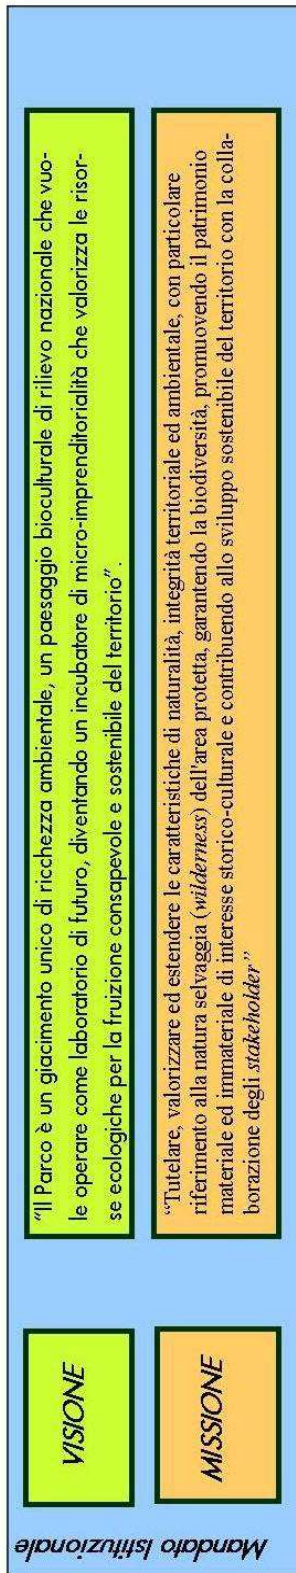 Mandato Istituzionale
VISIONE
"Il Parco è un giacimento unico di ricchezza ambientale, un paesaggio bioculturale di rilievo nazionale che vuo-
le operare come laboratorio di futuro, diventando un incubatore di micro-imprenditorialità che valorizza le risor-
se ecologiche per la fruizione consapevole e sostenibile del territorio".
MISSIONE
"Tutelare, valorizzare ed estendere le caratteristiche di naturalità, integrità territoriale ed ambientale, con particolare
riferimento alla natura selvaggia (wilderness) dell'area protetta, garantendo la biodiversità, promuovendo il patrimonio
materiale ed immateriale di interesse storico-culturale e contribuendo allo sviluppo sostenibile del territorio con la colla-
borazione degli stakeholder"